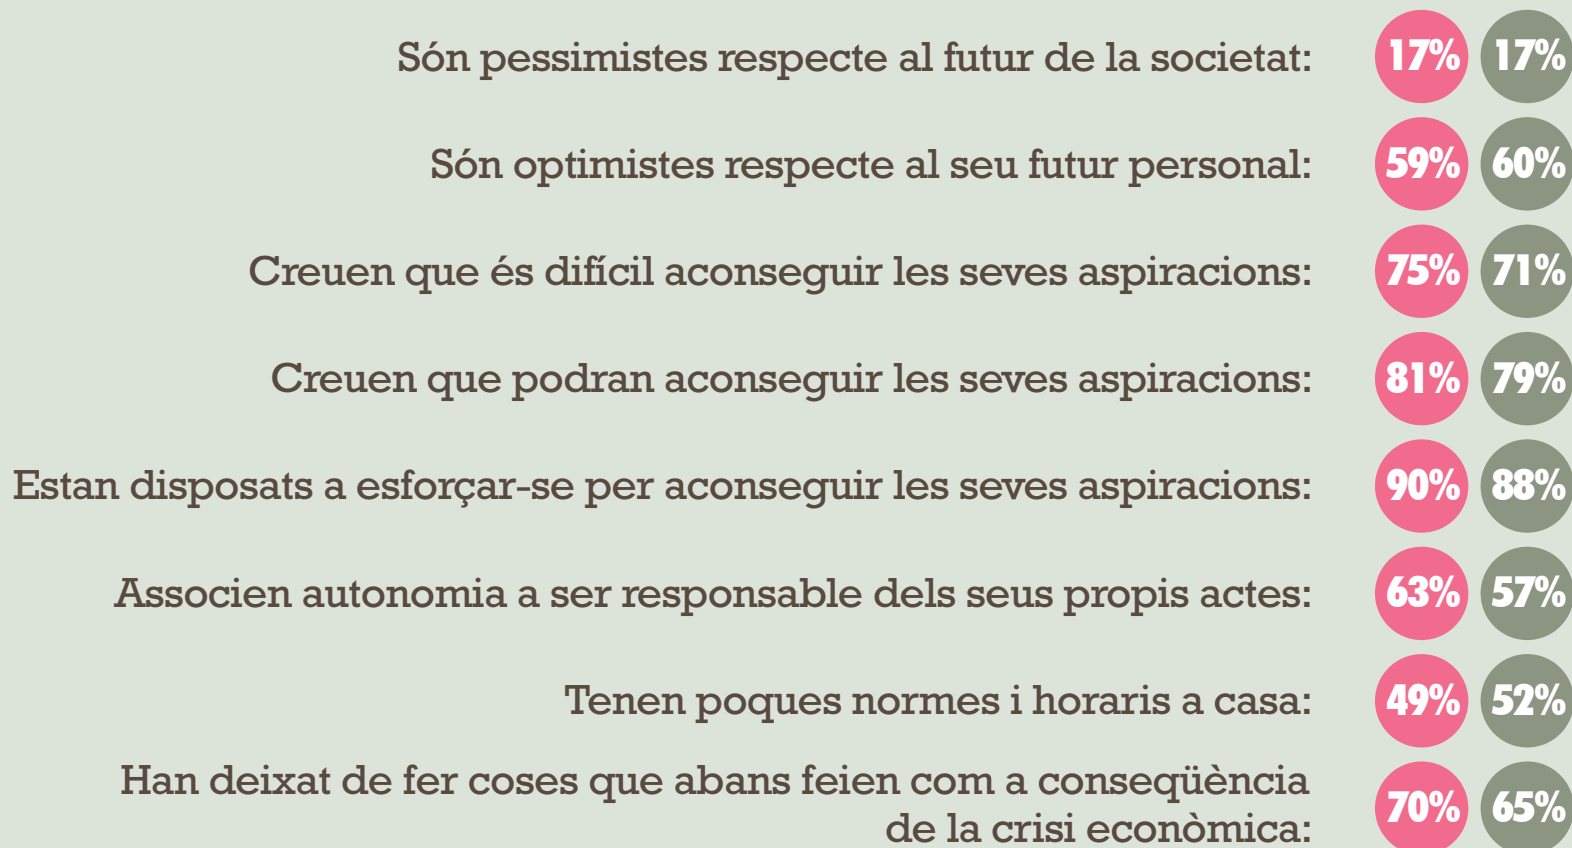 Són pessimistes respecte al futur de la societat: 17% 17%
Són optimistes respecte al seu futur personal: 59% 60%
Creuen que és difícil aconseguir les seves aspiracions: 75% 71%
Creuen que podran aconseguir les seves aspiracions: 81% 79%
Estan disposats a esforçar-se per aconseguir les seves aspiracions: 90% 88%
Associen autonomia a ser responsable dels seus propis actes: 63% 57%
Tenen poques normes i horaris a casa: 49% 52%
Han deixat de fer coses que abans feien com a conseqüència
de la crisi econòmica: 70% 65%